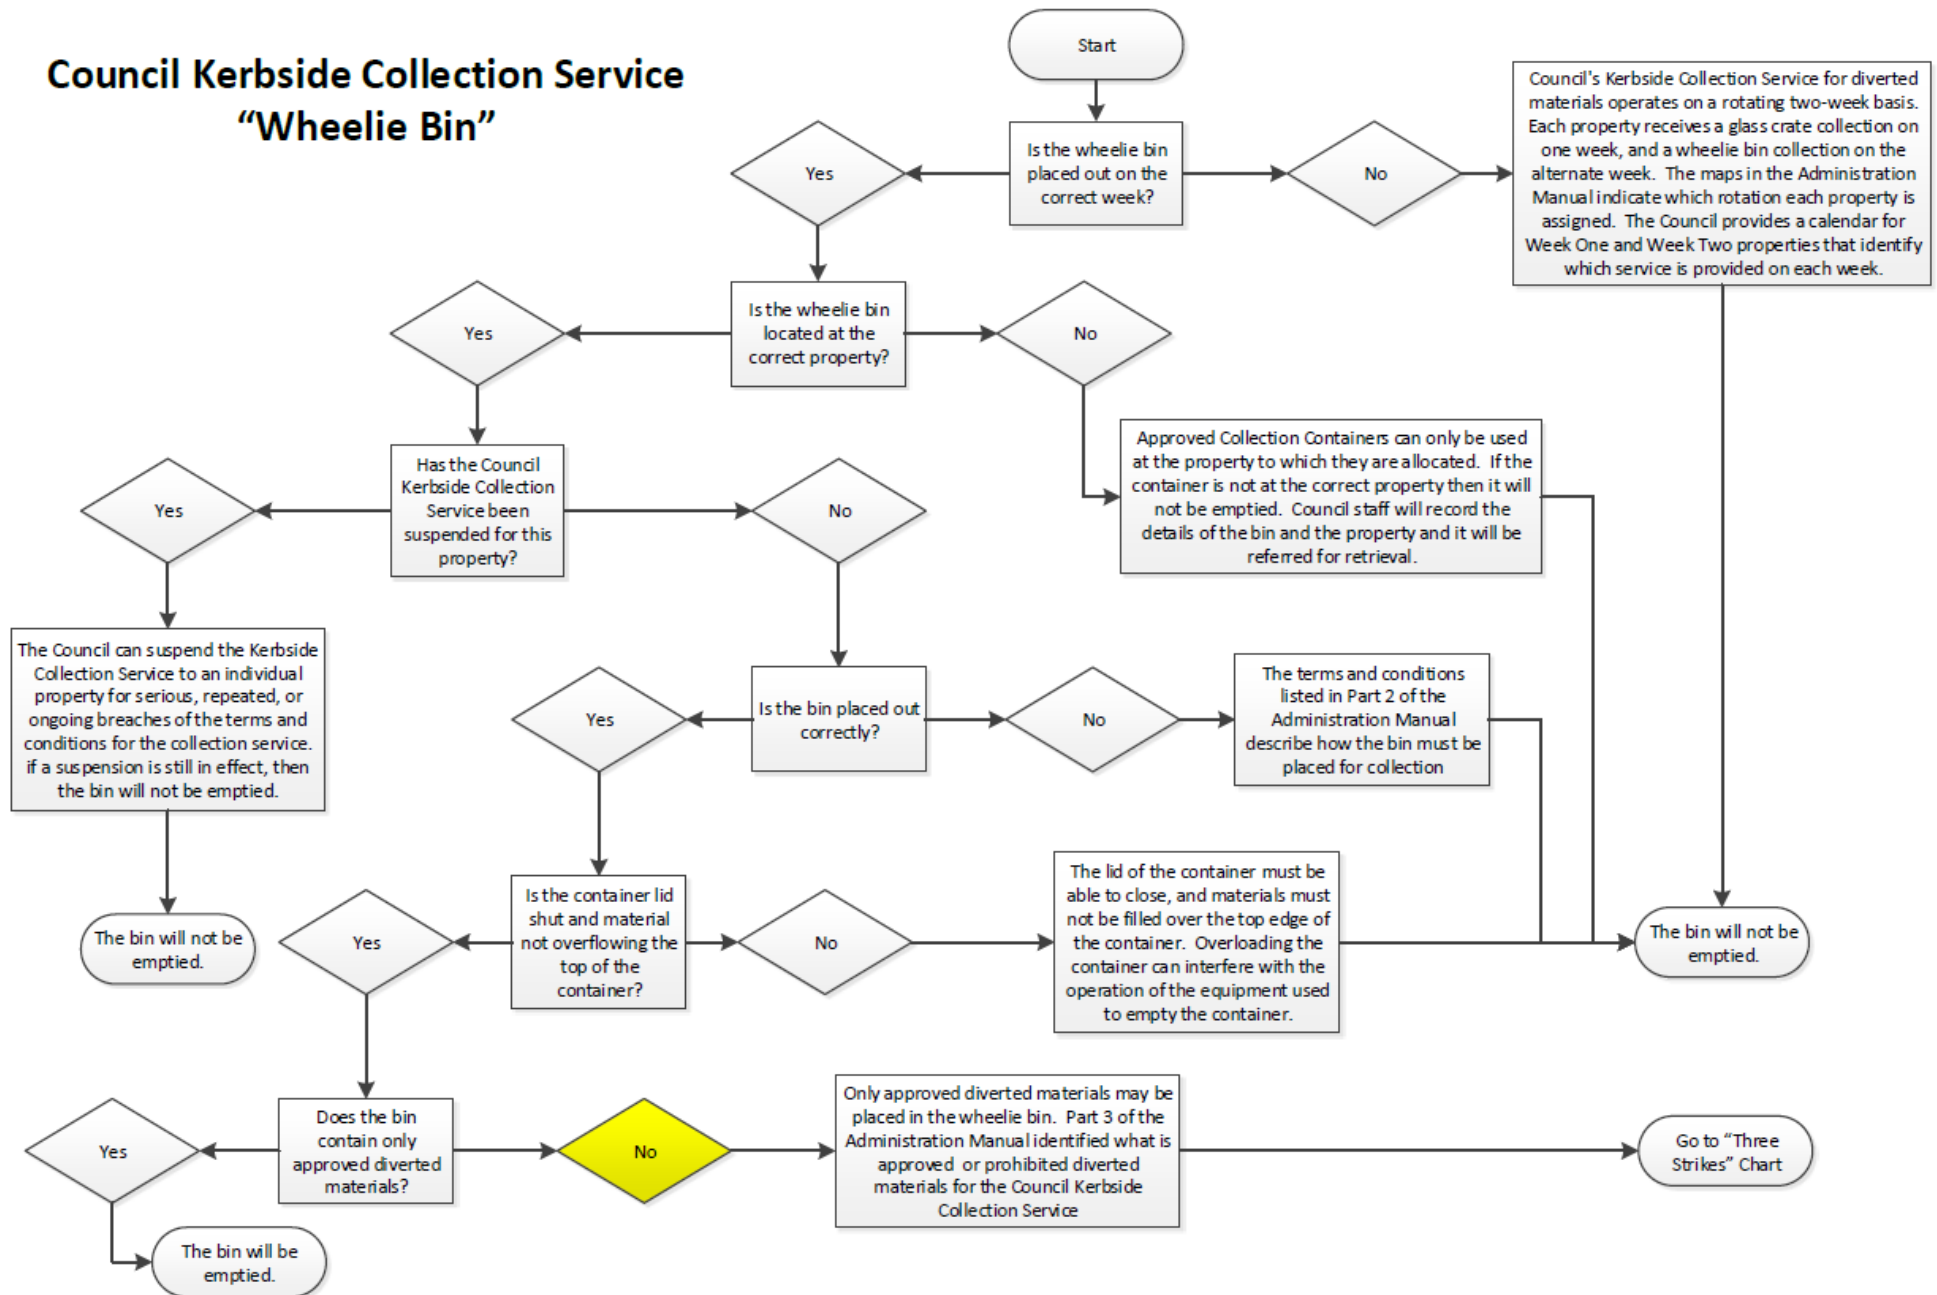 Council Kerbside Collection Service
“Wheelie Bin”
Start
Is the wheelie bin
placed out on the
correct week?
Yes
No
Council's Kerbside Collection Service for diverted
materials operates on a rotating two-week basis.
Each property receives a glass crate collection on
one week, and a wheelie bin collection on the
alternate week. The maps in the Administration
Manual indicate which rotation each property is
assigned. The Council provides a calendar for
Week One and Week Two properties that identify
which service is provided on each week.
Is the wheelie bin
located at the
correct property?
Yes
No
Approved Collection Containers can only be used
at the property to which they are allocated. If the
container is not at the correct property then it will
not be emptied. Council staff will record the
details of the bin and the property and it will be
referred for retrieval.
Has the Council
Kerbside Collection
Service been
suspended for this
property?
Yes
No
The Council can suspend the Kerbside
Collection Service to an individual
property for serious, repeated, or
ongoing breaches of the terms and
conditions for the collection service.
if a suspension is still in effect, then
the bin will not be emptied.
The bin will not be
emptied.
Is the bin placed out
correctly?
Yes
No
The terms and conditions
listed in Part 2 of the
Administration Manual
describe how the bin must be
placed for collection
Is the container lid
shut and material
not overflowing the
top of the
container?
Yes
No
The lid of the container must be
able to close, and materials must
not be filled over the top edge of
the container. Overloading the
container can interfere with the
operation of the equipment used
to empty the container.
The bin will not be
emptied.
Does the bin
contain only
approved diverted
materials?
Yes
No
Only approved diverted materials may be
placed in the wheelie bin. Part 3 of the
Administration Manual identified what is
approved or prohibited diverted
materials for the Council Kerbside
Collection Service
Go to “Three
Strikes” Chart
The bin will be
emptied.